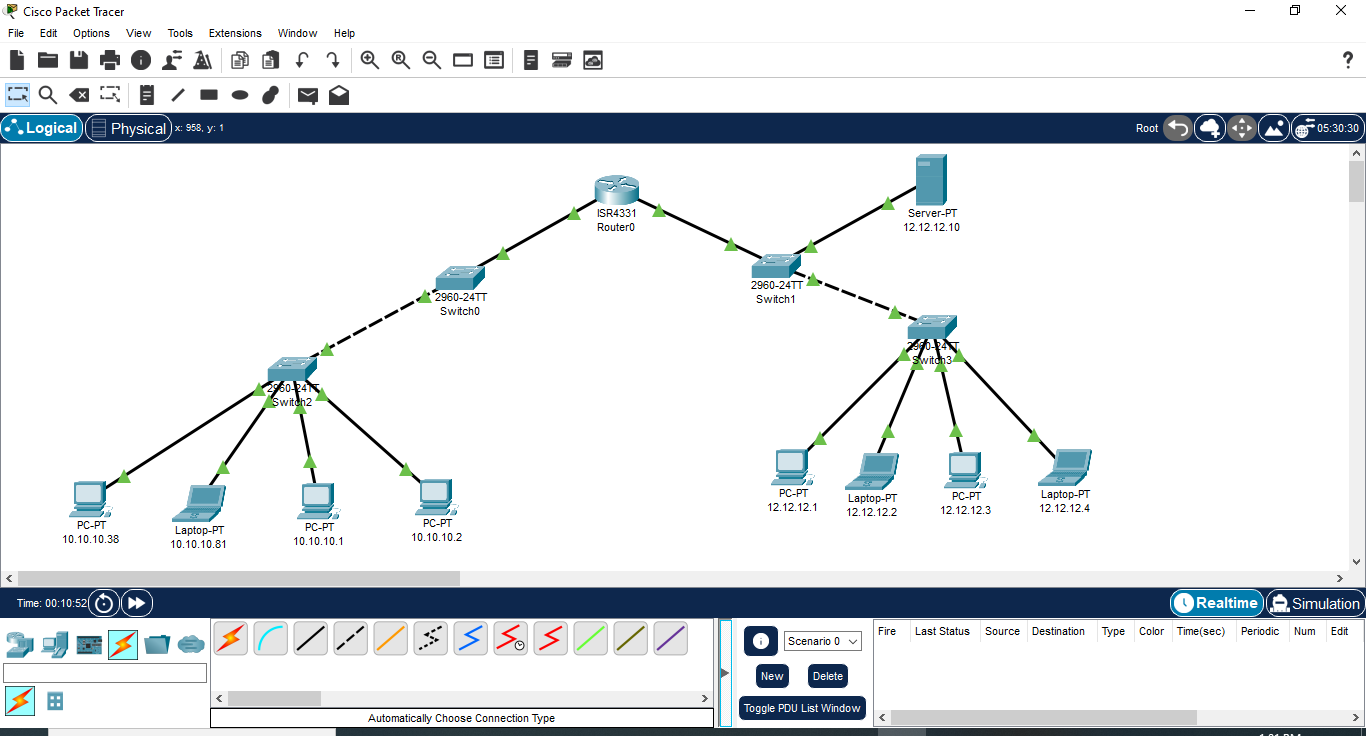 Cisco Packet Tracer
File Edit Options View Tools Extensions Window Help
?
Logical Physical x: 958, y: 1 Root 05:30:30
ISR4331
Router0
Server-PT
12.12.12.10
2960-24TT
Switch0
2960-24TT
Switch1
2960-24TT
Switch3
2960-24TT
Switch2
PC-PT
10.10.10.38
Laptop-PT
10.10.10.81
PC-PT
10.10.10.1
PC-PT
10.10.10.2
PC-PT
12.12.12.1
Laptop-PT
12.12.12.2
PC-PT
12.12.12.3
Laptop-PT
12.12.12.4
Time: 00:10:52 Realtime Simulation
Scenario 0
New Delete
Toggle PDU List Window
Fire Last Status Source Destination Type Color Time(sec) Periodic Num Edit
Automatically Choose Connection Type